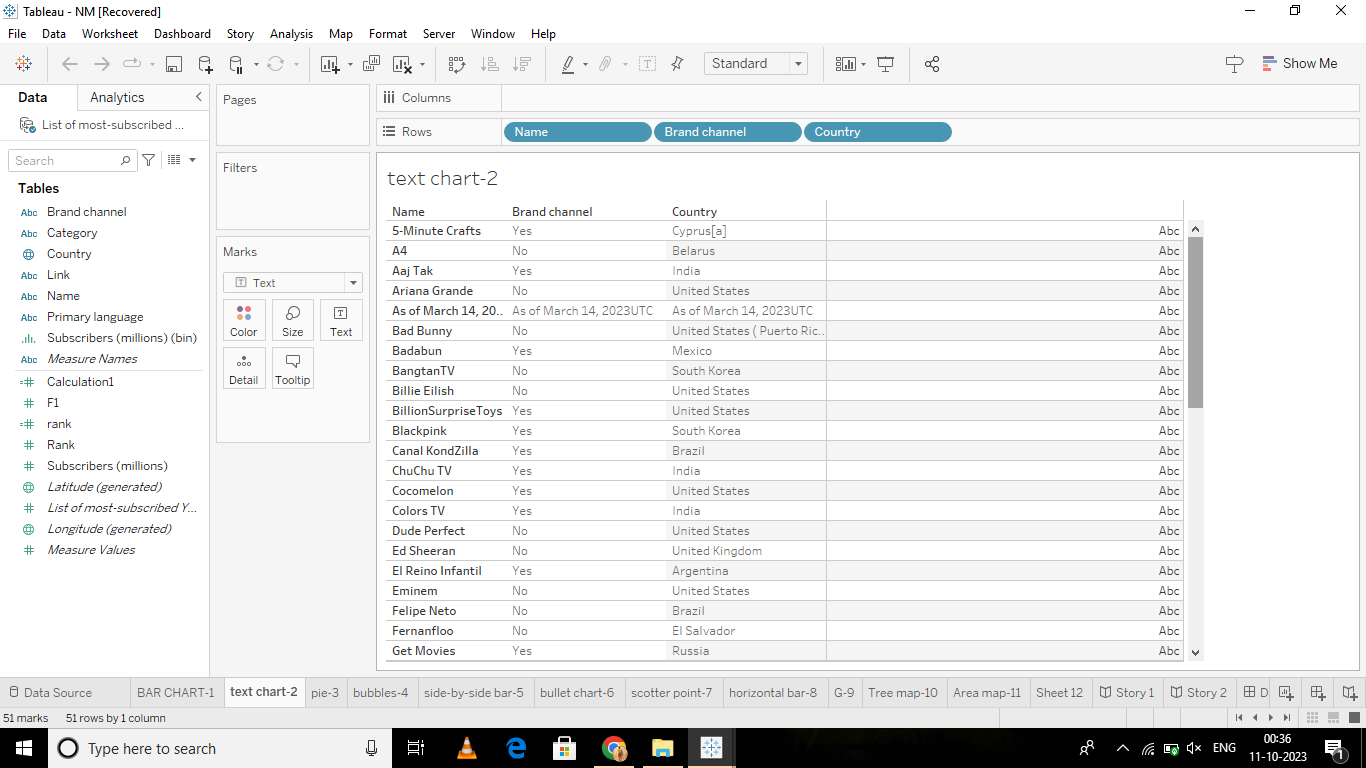 Tableau - NM [Recovered]
File Data Worksheet Dashboard Story Analysis Map Format Server Window Help
Standard Show Me
Data Analytics
List of most-subscribed ...
Search
Tables
Abc Brand channel
Abc Category
Country
Abc Link
Abc Name
Abc Primary language
Subscribers (millions) (bin)
Abc Measure Names
Calculation1
F1
rank
Rank
Subscribers (millions)
Latitude (generated)
List of most-subscribed Y...
Longitude (generated)
Measure Values
Pages
Filters
Marks
Text
Color Size Text
Detail Tooltip
Columns
Rows Name Brand channel Country
text chart-2
Name Brand channel Country
5-Minute Crafts Yes Cyprus[a] Abc
A4 No Belarus Abc
Aaj Tak Yes India Abc
Ariana Grande No United States Abc
As of March 14, 20.. As of March 14, 2023UTC As of March 14, 2023UTC Abc
Bad Bunny No United States ( Puerto Ric.. Abc
Badabun Yes Mexico Abc
BangtanTV No South Korea Abc
Billie Eilish No United States Abc
BillionSurpriseToys Yes United States Abc
Blackpink Yes South Korea Abc
Canal KondZilla Yes Brazil Abc
ChuChu TV Yes India Abc
Cocomelon Yes United States Abc
Colors TV Yes India Abc
Dude Perfect No United States Abc
Ed Sheeran No United Kingdom Abc
El Reino Infantil Yes Argentina Abc
Eminem No United States Abc
Felipe Neto No Brazil Abc
Fernanfloo No El Salvador Abc
Get Movies Yes Russia Abc
Data Source BAR CHART-1 text chart-2 pie-3 bubbles-4 side-by-side bar-5 bullet chart-6 scotter point-7 horizontal bar-8 G-9 Tree map-10 Area map-11 Sheet 12 Story 1 Story 2 D
51 marks 51 rows by 1 column
Type here to search ENG 00:36
11-10-2023 1